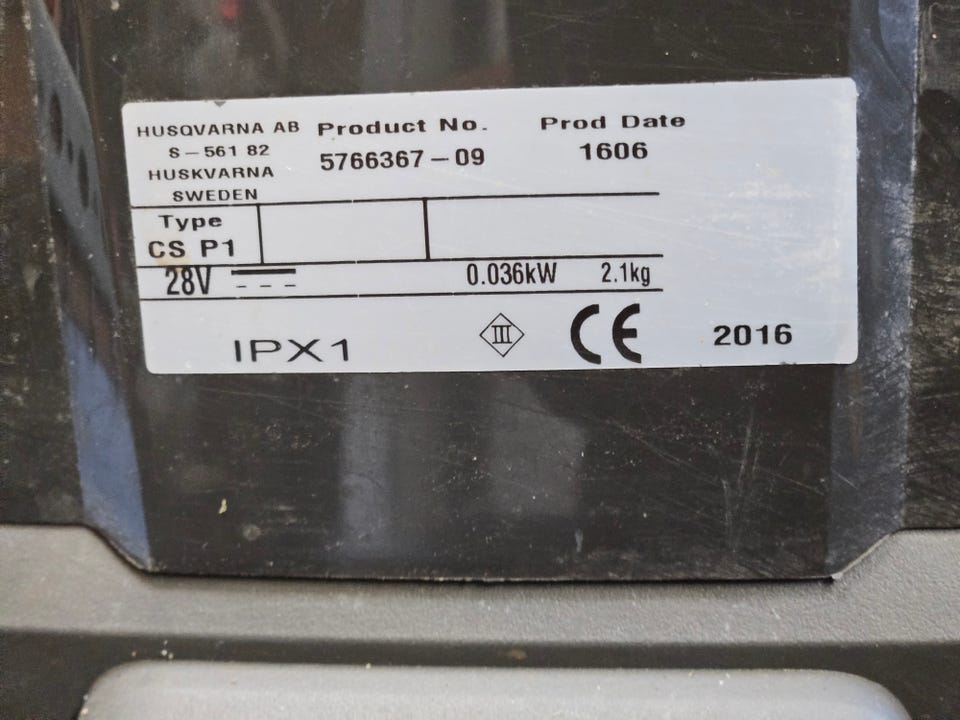 HUSQVARNA AB
S-561 82
HUSKVARNA
SWEDEN
Product No.
5766367-09
Prod Date
1606
Type
CS P1
28V 0.036kW 2.1kg
IPX1 III CE 2016